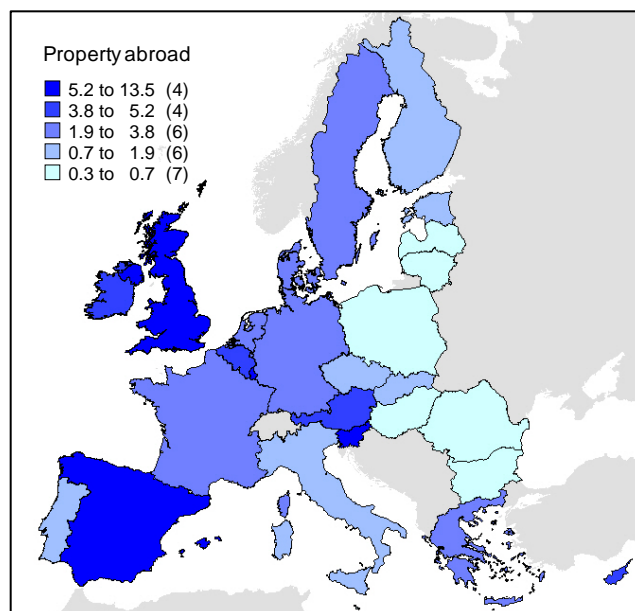 Property abroad
5.2 to 13.5 (4)
3.8 to 5.2 (4)
1.9 to 3.8 (6)
0.7 to 1.9 (6)
0.3 to 0.7 (7)